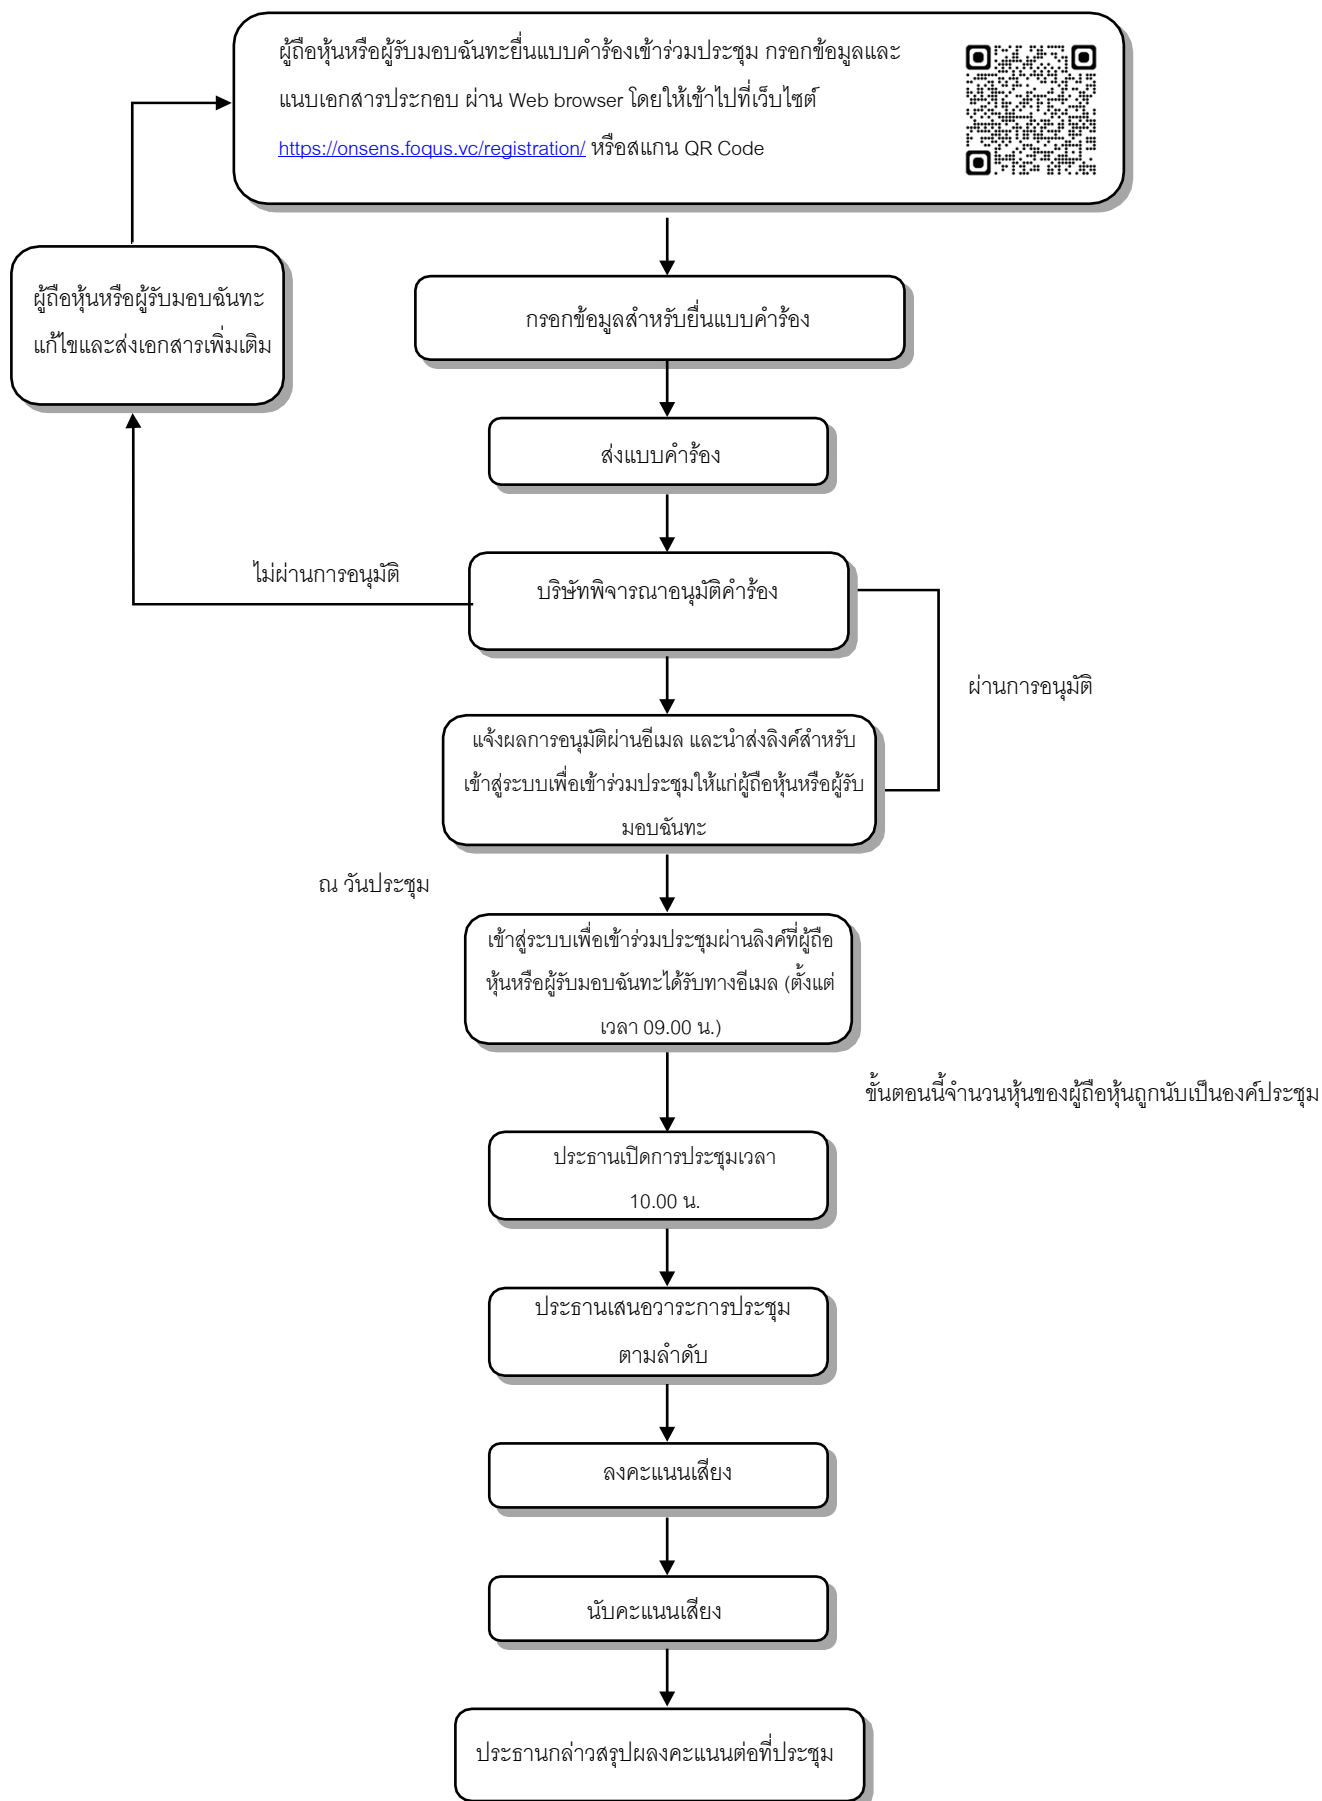 ผู้ถือหุ้นหรือผู้รับมอบฉันทะยื่นแบบคำร้องเข้าร่วมประชุม กรอกข้อมูลและ
แนบเอกสารประกอบ ผ่าน Web browser โดยให้เข้าไปที่เว็บไซต์
https://onsens.foqus.vc/registration/ หรือสแกน QR Code
ผู้ถือหุ้นหรือผู้รับมอบฉันทะ
แก้ไขและส่งเอกสารเพิ่มเติม
กรอกข้อมูลสำหรับยื่นแบบคำร้อง
ส่งแบบคำร้อง
ไม่ผ่านการอนุมัติ
บริษัทพิจารณาอนุมัติคำร้อง
ผ่านการอนุมัติ
แจ้งผลการอนุมัติผ่านอีเมล และนำส่งลิงค์สำหรับ
เข้าสู่ระบบเพื่อเข้าร่วมประชุมให้แก่ผู้ถือหุ้นหรือผู้รับ
มอบฉันทะ
ณ วันประชุม
เข้าสู่ระบบเพื่อเข้าร่วมประชุมผ่านลิงค์ที่ผู้ถือ
หุ้นหรือผู้รับมอบฉันทะได้รับทางอีเมล (ตั้งแต่
เวลา 09.00 น.)
ขั้นตอนนี้จำนวนหุ้นของผู้ถือหุ้นถูกนับเป็นองค์ประชุม
ประธานเปิดการประชุมเวลา
10.00 น.
ประธานเสนอวาระการประชุม
ตามลำดับ
ลงคะแนนเสียง
นับคะแนนเสียง
ประธานกล่าวสรุปผลงคะแนนต่อที่ประชุม